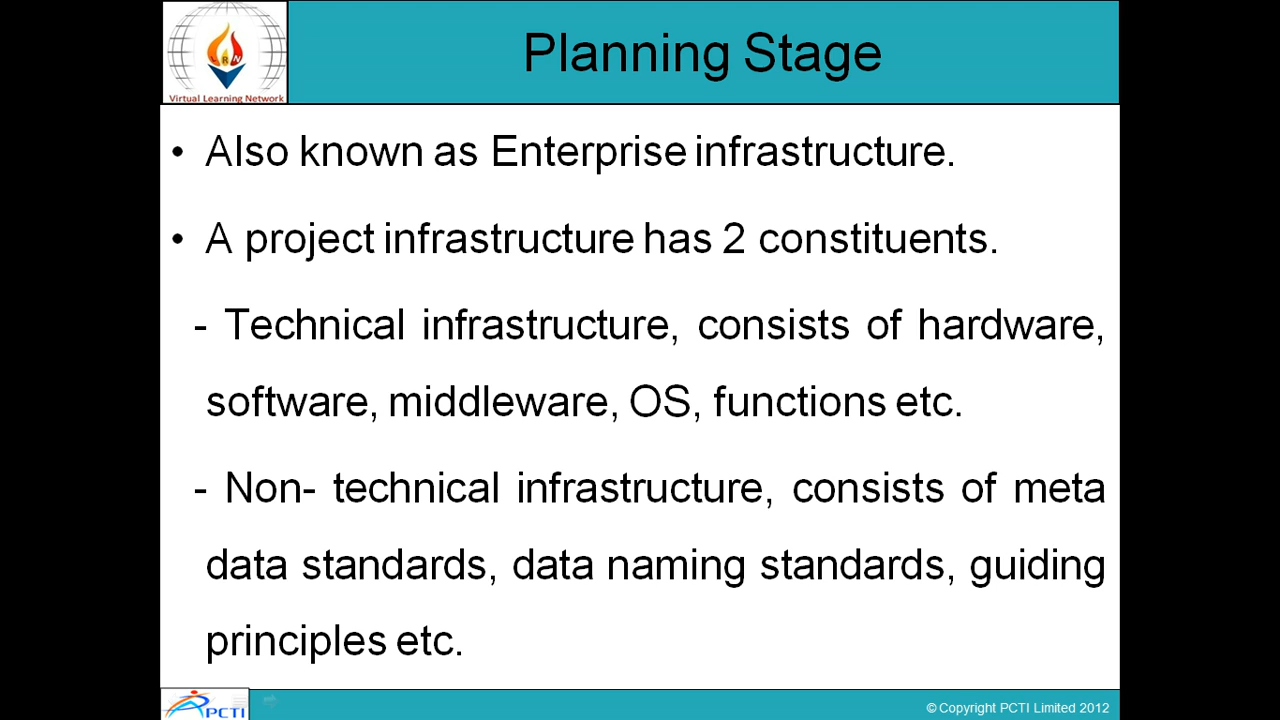 Planning Stage
Virtual Learning Network
• Also known as Enterprise infrastructure.
• A project infrastructure has 2 constituents.
- Technical infrastructure, consists of hardware,
software, middleware, OS, functions etc.
- Non- technical infrastructure, consists of meta
data standards, data naming standards, guiding
principles etc.
PCTI
© Copyright PCTI Limited 2012